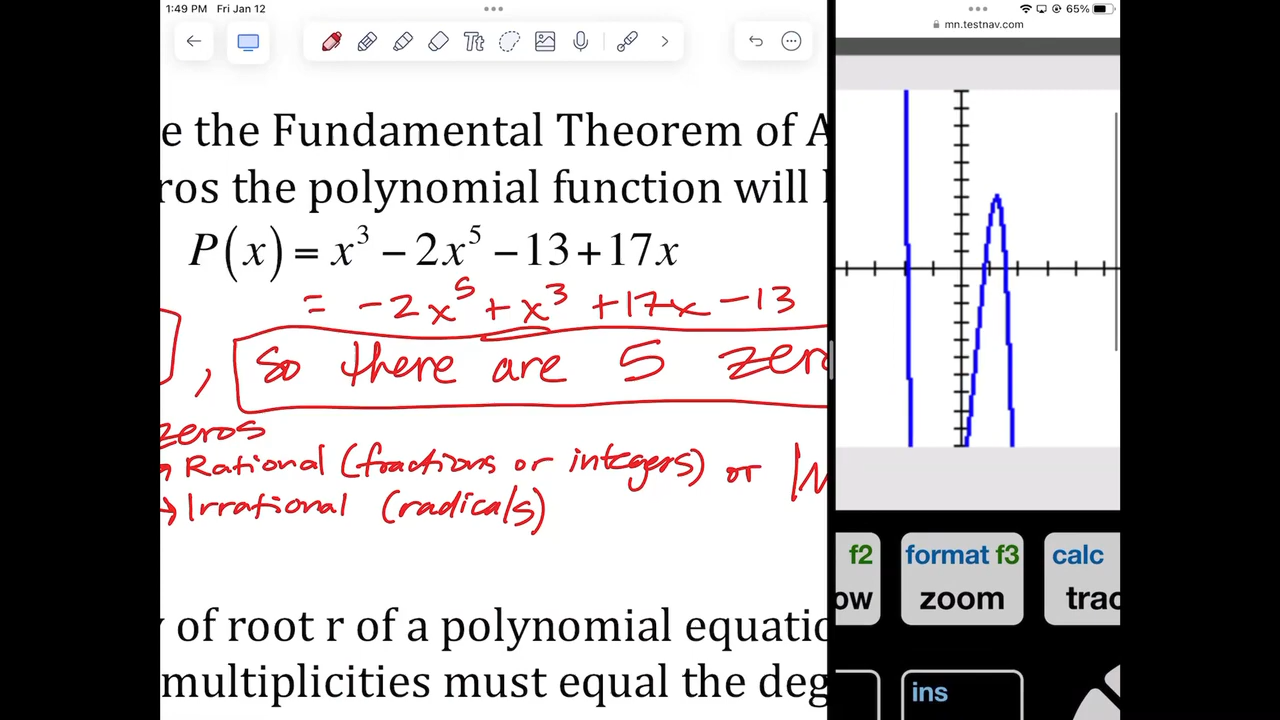 1:49 PM Fri Jan 12
65%
mn.testnav.com
Tt
e the Fundamental Theorem of A
ros the polynomial function will
P(x) = x³ − 2x⁵ − 13 + 17x
= -2x⁵ + x³ + 17x - 13
, So there are 5 zero
zeros
Rational (fractions or integers) or
→ Irrational (radicals)
of root r of a polynomial equatio
multiplicities must equal the deg
f2
format f3
calc
ow
zoom
trac
ins